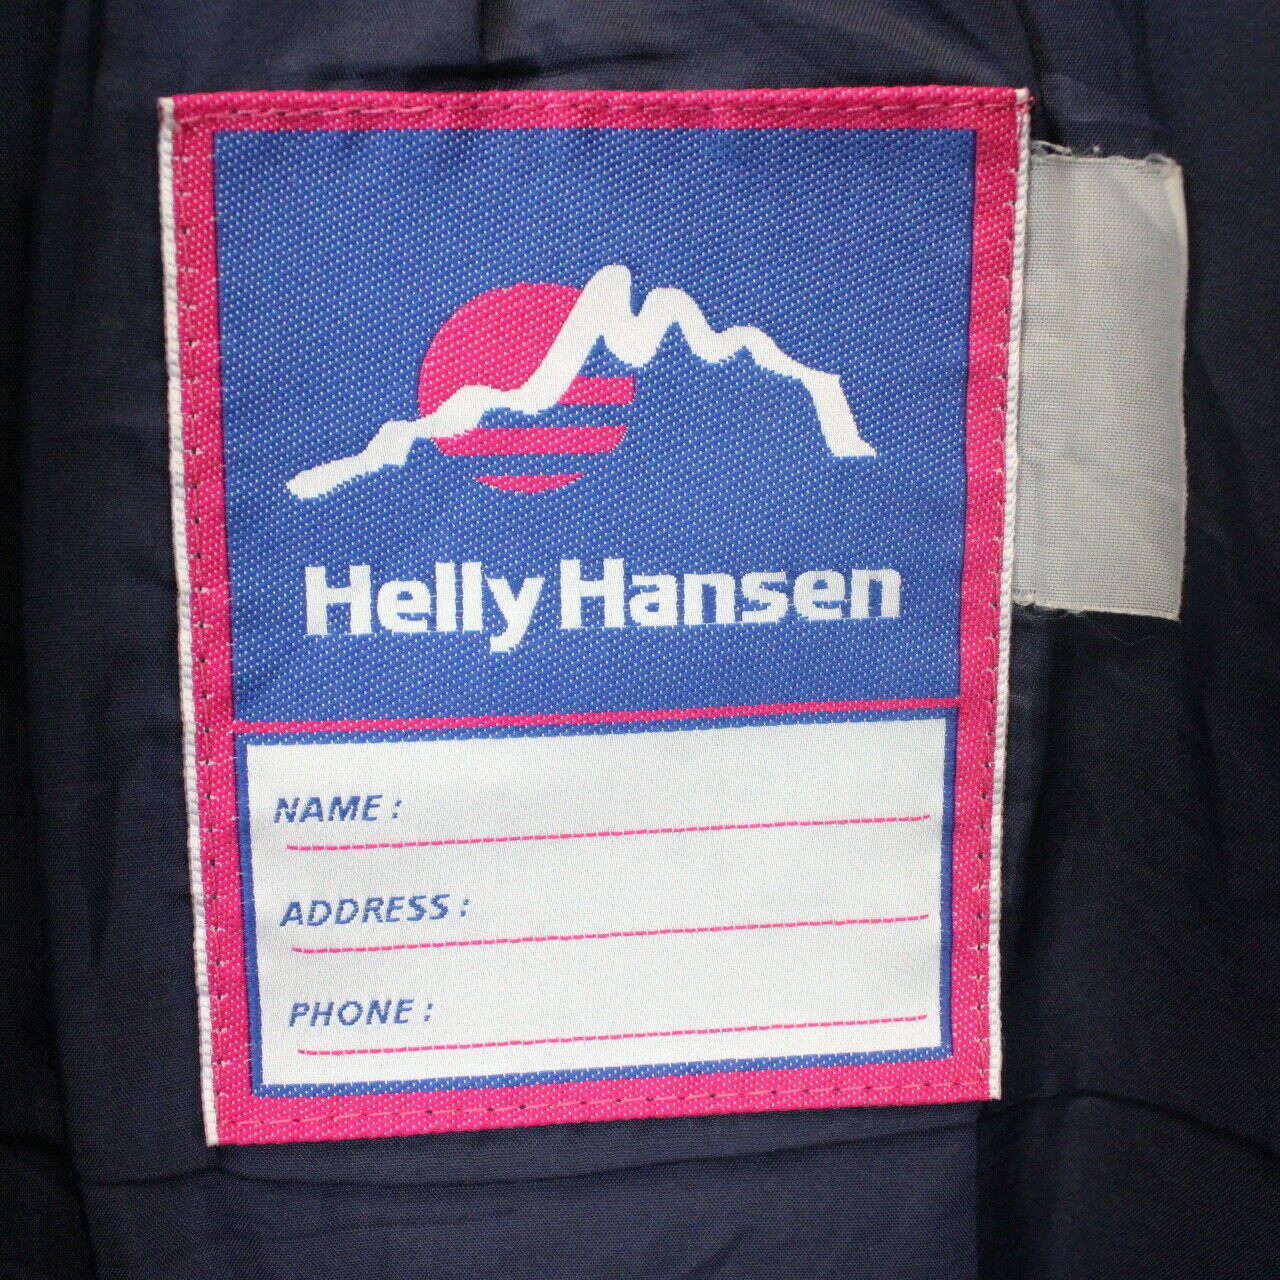 Helly Hansen
NAME :
ADDRESS :
PHONE :